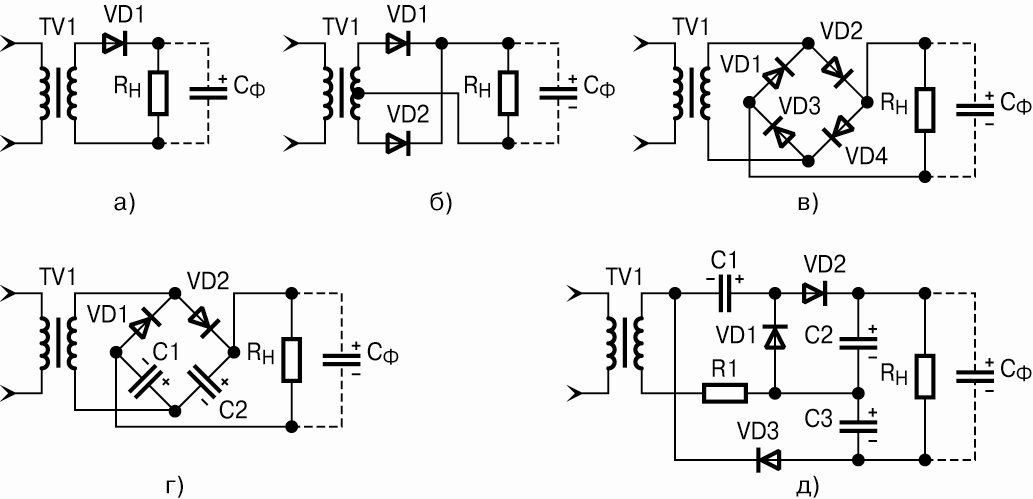 TV1 VD1
RН + CФ
а)
TV1 VD1
VD2
RН + CФ −
б)
TV1 VD1 VD2
VD3 VD4
RН + CФ −
в)
TV1 VD1 VD2
− C1 +
+ C2 −
RН + CФ −
г)
TV1 − C1 + VD2
VD1 C2 + −
R1
VD3 C3 + −
RН + CФ −
д)